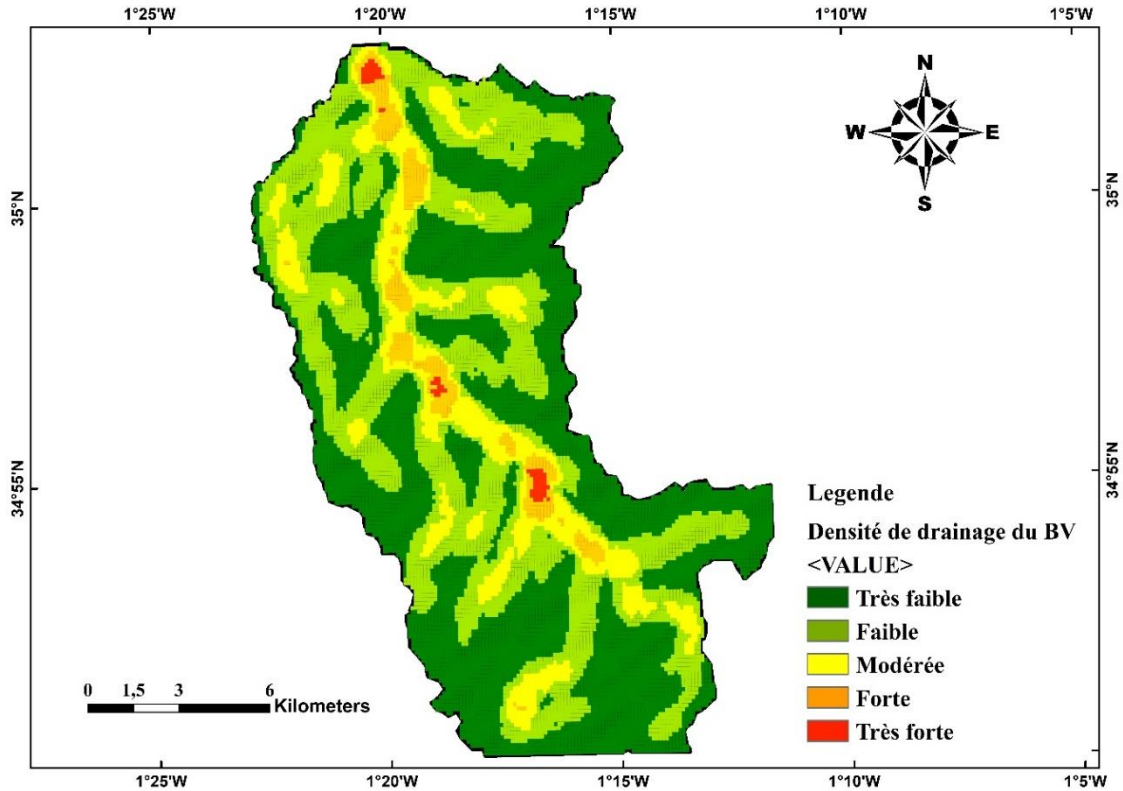 1°25'W 1°20'W 1°15'W 1°10'W 1°5'W
N
W E
S
35°N 35°N
34°55'N 34°55'N
Legende
Densité de drainage du BV
<VALUE>
Très faible
Faible
Modérée
Forte
Très forte
0 1,5 3 6
Kilometers
1°25'W 1°20'W 1°15'W 1°10'W 1°5'W